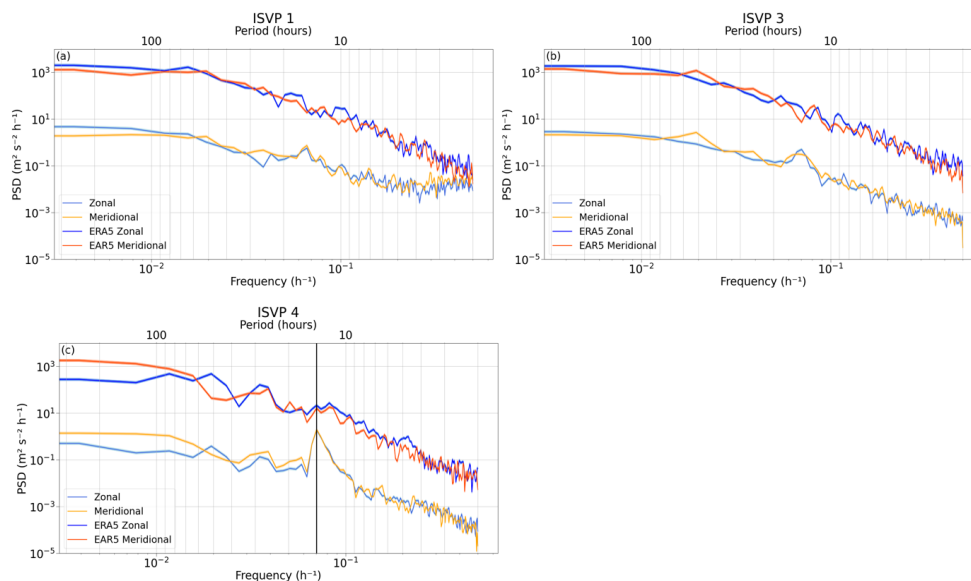 ISVP 1
Period (hours)
100 10
(a)
10³
10¹
10⁻¹
10⁻³
10⁻⁵
PSD (m² s⁻² h⁻¹)
Zonal
Meridional
ERA5 Zonal
EAR5 Meridional
10⁻² 10⁻¹
Frequency (h⁻¹)
ISVP 3
Period (hours)
100 10
(b)
10³
10¹
10⁻¹
10⁻³
10⁻⁵
PSD (m² s⁻² h⁻¹)
Zonal
Meridional
ERA5 Zonal
EAR5 Meridional
10⁻² 10⁻¹
Frequency (h⁻¹)
ISVP 4
Period (hours)
100 10
(c)
10³
10¹
10⁻¹
10⁻³
10⁻⁵
PSD (m² s⁻² h⁻¹)
Zonal
Meridional
ERA5 Zonal
EAR5 Meridional
10⁻² 10⁻¹
Frequency (h⁻¹)